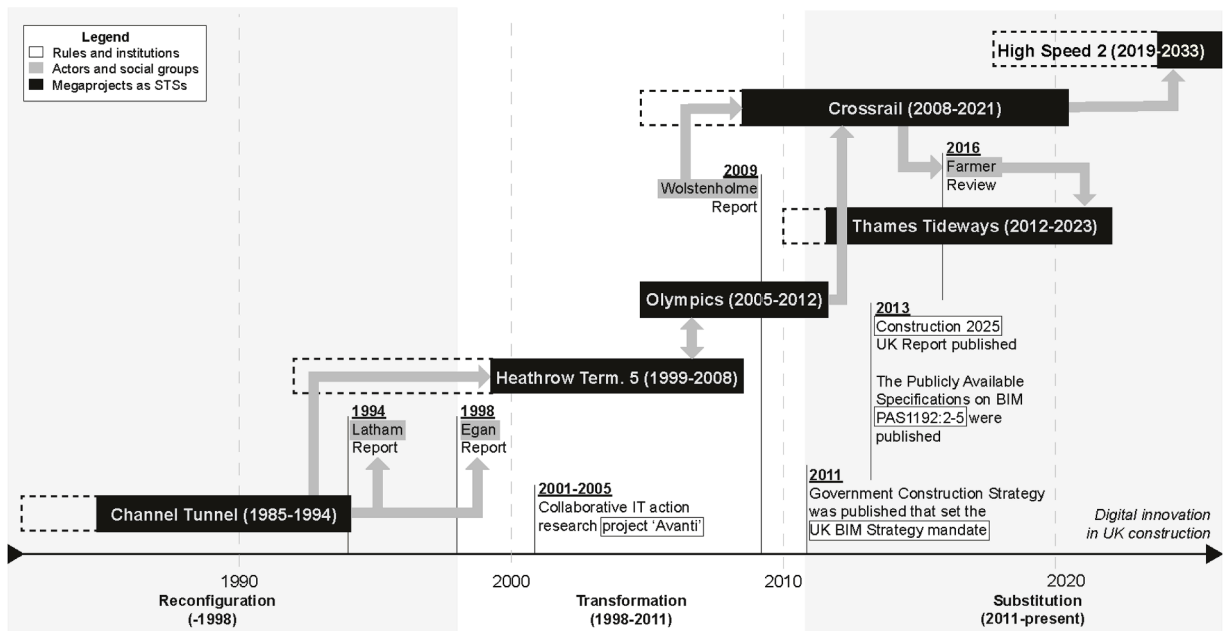 Legend
Rules and institutions
Actors and social groups
Megaprojects as STSs
High Speed 2 (2019-2033)
Crossrail (2008-2021)
2016
Farmer
Review
2009
Wolstenholme
Report
Thames Tideways (2012-2023)
Olympics (2005-2012)
2013
Construction 2025
UK Report published
The Publicly Available
Specifications on BIM
PAS1192:2-5 were
published
Heathrow Term. 5 (1999-2008)
1994
Latham
Report
1998
Egan
Report
2011
Government Construction Strategy
was published that set the
UK BIM Strategy mandate
2001-2005
Collaborative IT action
research project 'Avanti'
Channel Tunnel (1985-1994)
Digital innovation
in UK construction
1990
2000
2010
2020
Reconfiguration
(-1998)
Transformation
(1998-2011)
Substitution
(2011-present)